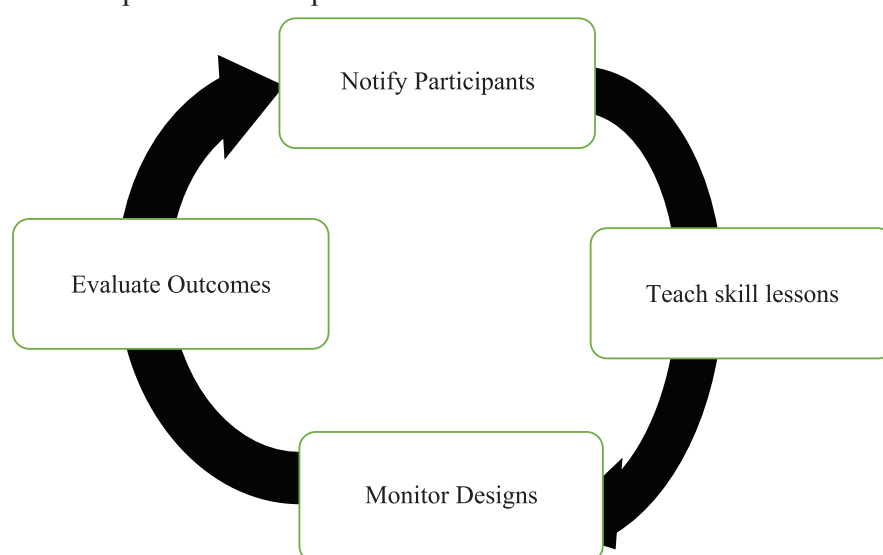 Notify Participants
Teach skill lessons
Monitor Designs
Evaluate Outcomes